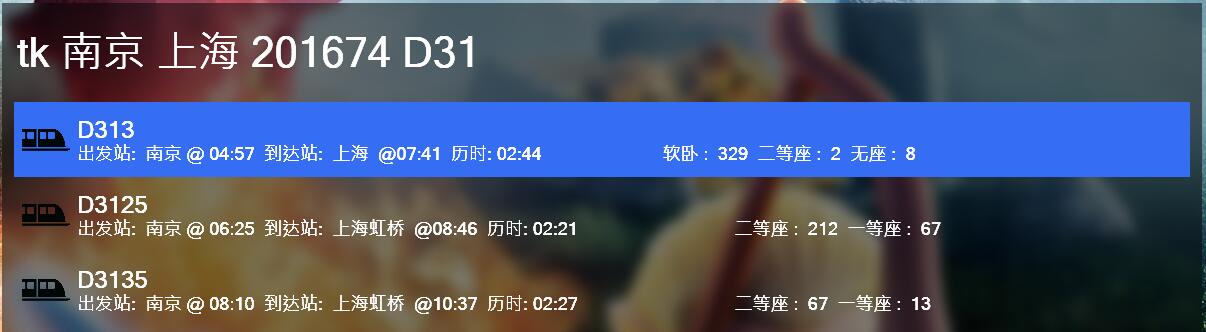 tk 南京 上海 201674 D31
D313
出发站: 南京 @ 04:57 到达站: 上海 @07:41 历时: 02:44 软卧 : 329 二等座 : 2 无座 : 8
D3125
出发站: 南京 @ 06:25 到达站: 上海虹桥 @08:46 历时: 02:21 二等座 : 212 一等座 : 67
D3135
出发站: 南京 @ 08:10 到达站: 上海虹桥 @10:37 历时: 02:27 二等座 : 67 一等座 : 13